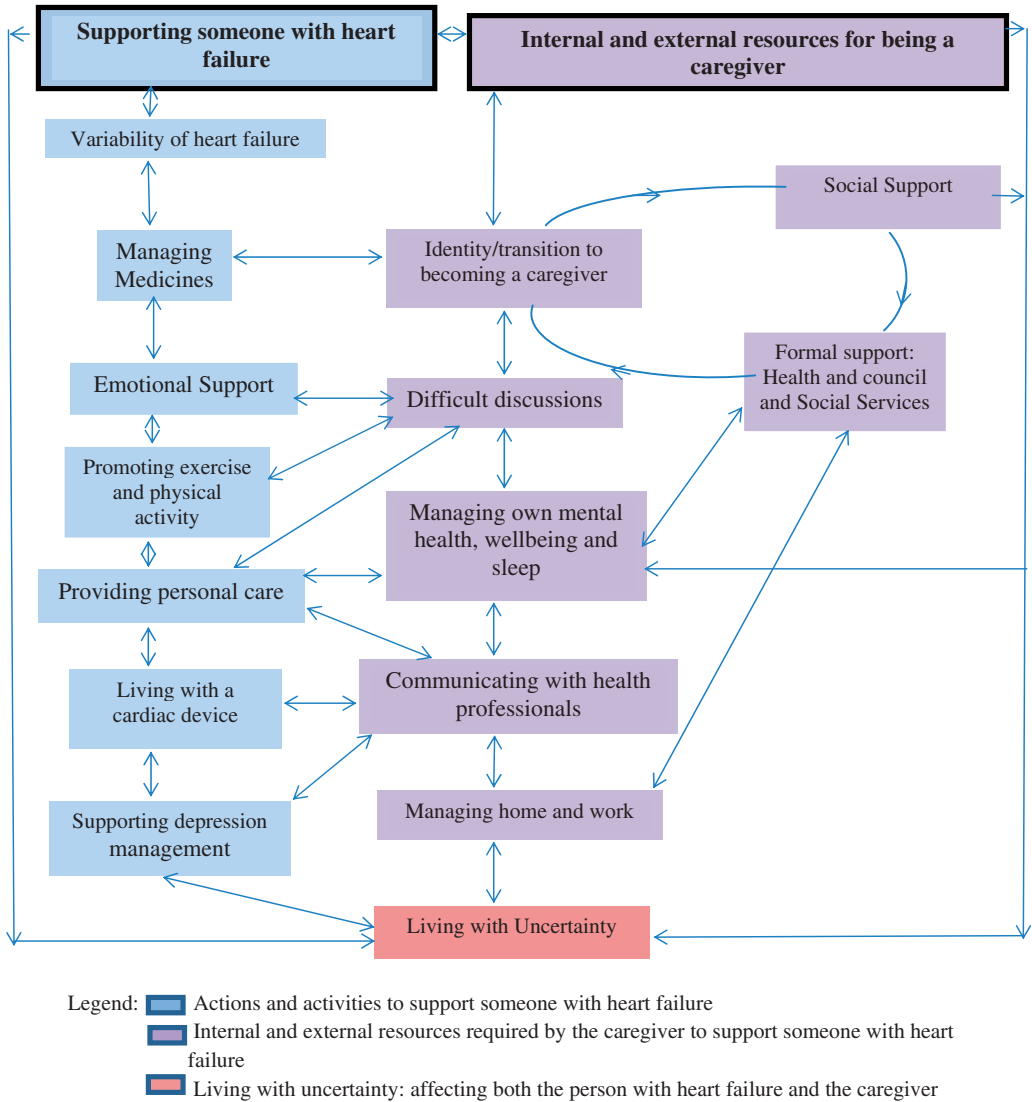 Supporting someone with heart
failure
Internal and external resources for being a
caregiver
Variability of heart failure
Social Support
Managing
Medicines
Identity/transition to
becoming a caregiver
Formal support:
Health and council
and Social Services
Emotional Support
Difficult discussions
Promoting exercise
and physical
activity
Managing own mental
health, wellbeing and
sleep
Providing personal care
Communicating with health
professionals
Living with a
cardiac device
Managing home and work
Supporting depression
management
Living with Uncertainty
Legend:
Actions and activities to support someone with heart failure
Internal and external resources required by the caregiver to support someone with heart
failure
Living with uncertainty: affecting both the person with heart failure and the caregiver